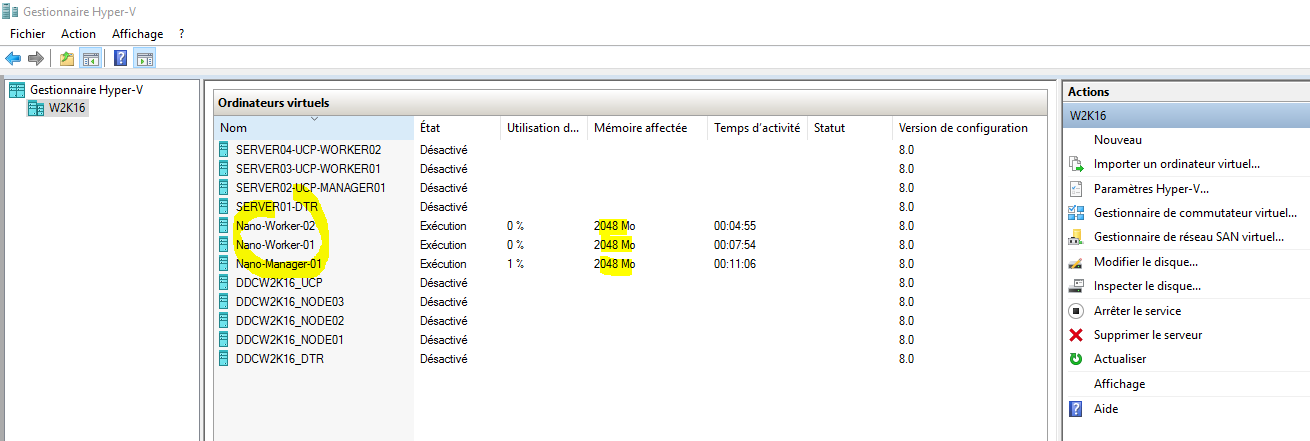 Gestionnaire Hyper-V
Fichier Action Affichage ?
Gestionnaire Hyper-V
W2K16
Ordinateurs virtuels
Nom État Utilisation d... Mémoire affectée Temps d'activité Statut Version de configuration
SERVER04-UCP-WORKER02 Désactivé 8.0
SERVER03-UCP-WORKER01 Désactivé 8.0
SERVER02-UCP-MANAGER01 Désactivé 8.0
SERVER01-DTR Désactivé 8.0
Nano-Worker-02 Exécution 0 % 2048 Mo 00:04:55 8.0
Nano-Worker-01 Exécution 0 % 2048 Mo 00:07:54 8.0
Nano-Manager-01 Exécution 1 % 2048 Mo 00:11:06 8.0
DDCW2K16_UCP Désactivé 8.0
DDCW2K16_NODE03 Désactivé 8.0
DDCW2K16_NODE02 Désactivé 8.0
DDCW2K16_NODE01 Désactivé 8.0
DDCW2K16_DTR Désactivé 8.0
Actions
W2K16
Nouveau
Importer un ordinateur virtuel...
Paramètres Hyper-V...
Gestionnaire de commutateur virtuel...
Gestionnaire de réseau SAN virtuel...
Modifier le disque...
Inspecter le disque...
Arrêter le service
Supprimer le serveur
Actualiser
Affichage
Aide